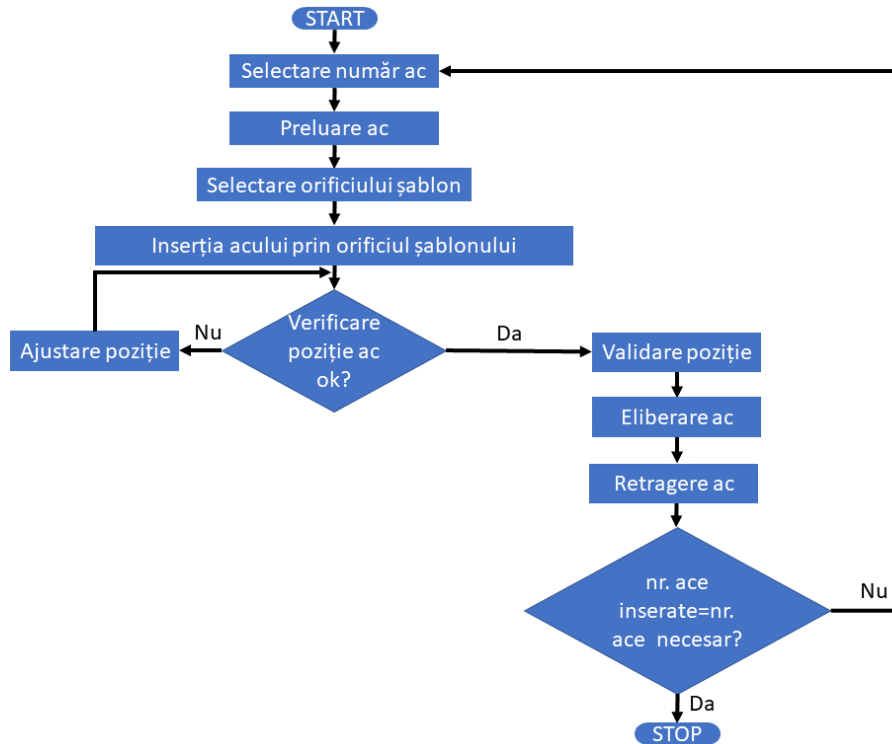 START
Selectare număr ac
Preluare ac
Selectare orificiului șablon
Inserția acului prin orificiul șablonului
Verificare
poziție ac
ok?
Nu
Ajustare poziție
Da
Validare poziție
Eliberare ac
Retragere ac
nr. ace
inserate=nr.
ace necesar?
Nu
Da
STOP